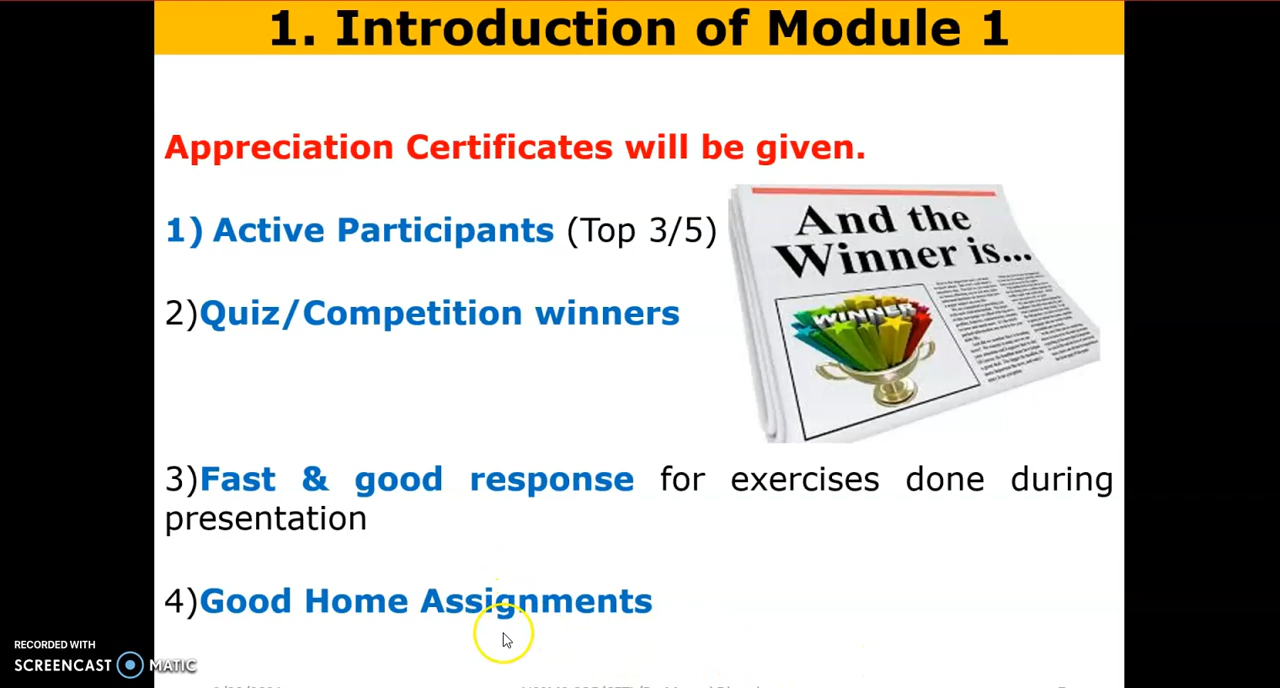 1. Introduction of Module 1
Appreciation Certificates will be given.
1) Active Participants (Top 3/5)
2)Quiz/Competition winners
And the
Winner is...
WINNER
3)Fast & good response for exercises done during
presentation
4)Good Home Assignments
RECORDED WITH
SCREENCAST MATIC